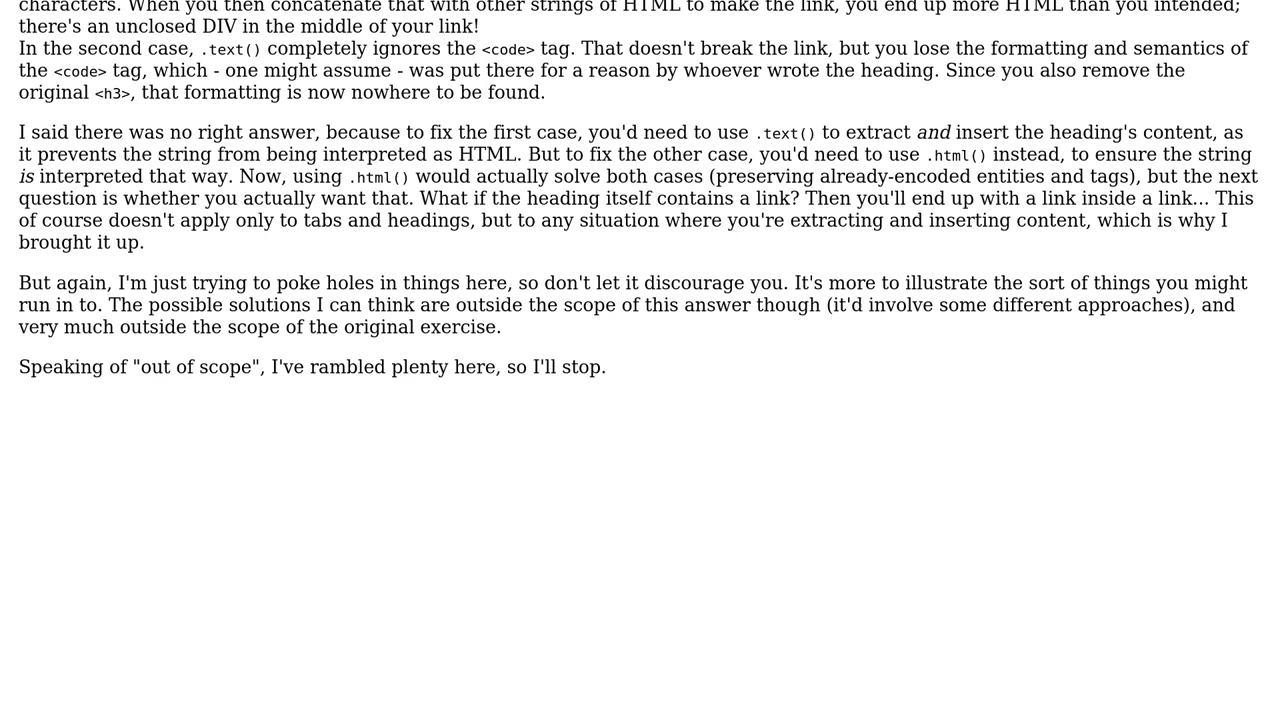 characters. When you then concatenate that with other strings of HTML to make the link, you end up more HTML than you intended;
there's an unclosed DIV in the middle of your link!
In the second case, .text() completely ignores the <code> tag. That doesn't break the link, but you lose the formatting and semantics of
the <code> tag, which - one might assume - was put there for a reason by whoever wrote the heading. Since you also remove the
original <h3>, that formatting is now nowhere to be found.
I said there was no right answer, because to fix the first case, you'd need to use .text() to extract and insert the heading's content, as
it prevents the string from being interpreted as HTML. But to fix the other case, you'd need to use .html() instead, to ensure the string
is interpreted that way. Now, using .html() would actually solve both cases (preserving already-encoded entities and tags), but the next
question is whether you actually want that. What if the heading itself contains a link? Then you'll end up with a link inside a link... This
of course doesn't apply only to tabs and headings, but to any situation where you're extracting and inserting content, which is why I
brought it up.
But again, I'm just trying to poke holes in things here, so don't let it discourage you. It's more to illustrate the sort of things you might
run in to. The possible solutions I can think are outside the scope of this answer though (it'd involve some different approaches), and
very much outside the scope of the original exercise.
Speaking of "out of scope", I've rambled plenty here, so I'll stop.